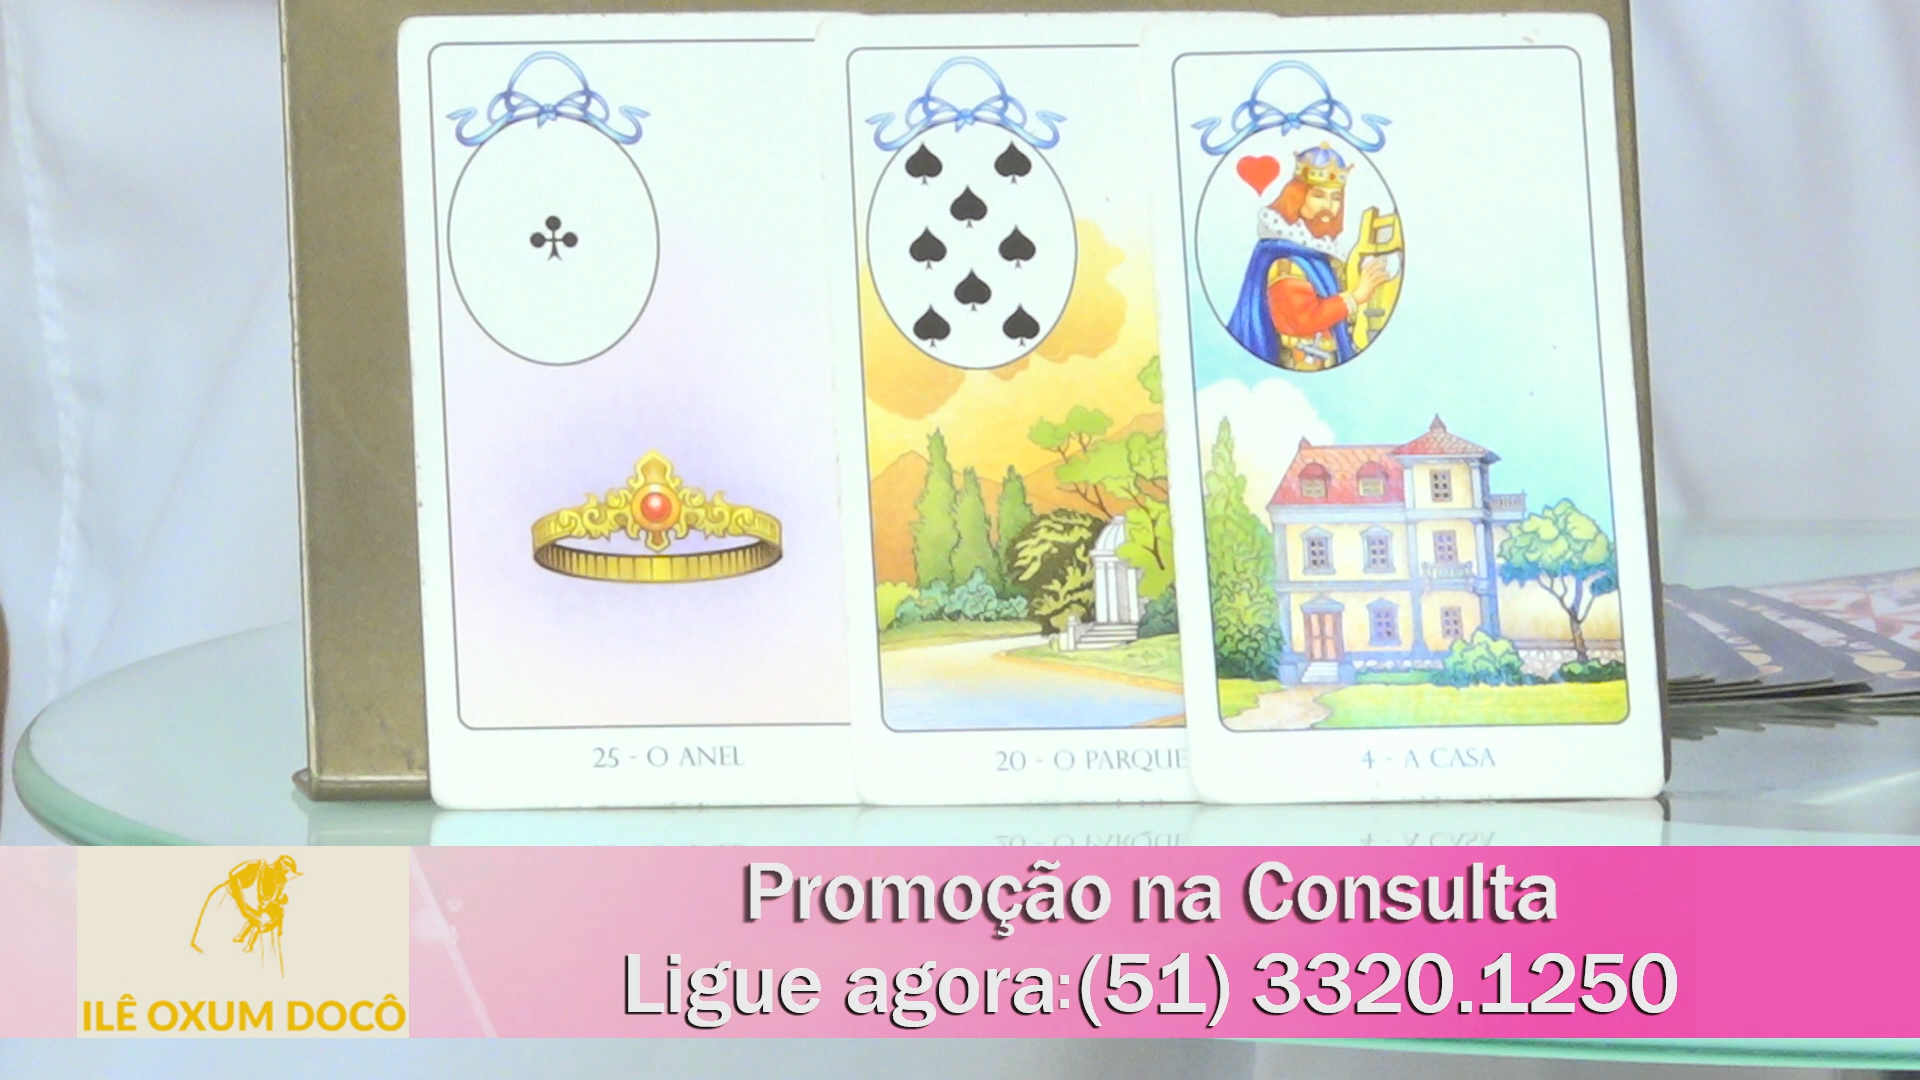 25 - O ANEL
20 - O PARQUE
4 - A CASA
Promoção na Consulta
Ligue agora:(51) 3320.1250
ILÊ OXUM DOCÔ